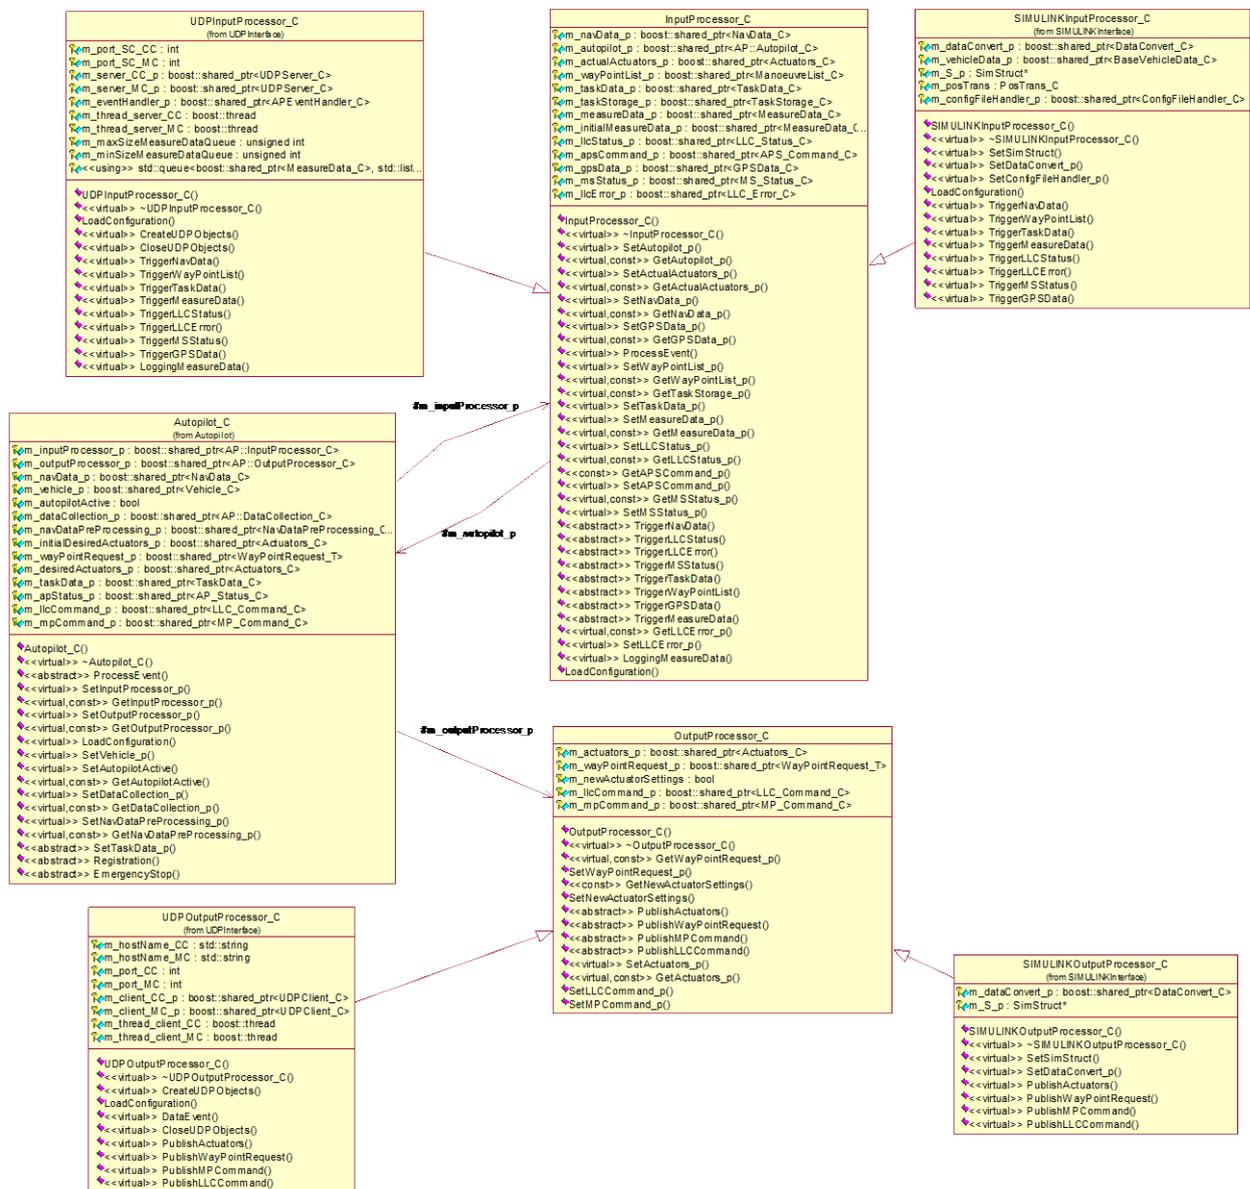 UDPInputProcessor_C
(from UDPInterface)
m_port_SC_CC : int
m_port_SC_MC : int
m_server_CC_p : boost::shared_ptr<UDPServer_C>
m_server_MC_p : boost::shared_ptr<UDPServer_C>
m_eventHandler_p : boost::shared_ptr<APEventHandler_C>
m_thread_server_CC : boost::thread
m_thread_server_MC : boost::thread
m_maxSizeMeasureDataQueue : unsigned int
m_minSizeMeasureDataQueue : unsigned int
<<using>> std::queue<boost::shared_ptr<MeasureData_C>, std::list...
UDPInputProcessor_C()
<<virtual>> ~UDPInputProcessor_C()
LoadConfiguration()
<<virtual>> CreateUDPObjects()
<<virtual>> CloseUDPObjects()
<<virtual>> TriggerNavData()
<<virtual>> TriggerWayPointList()
<<virtual>> TriggerTaskData()
<<virtual>> TriggerMeasureData()
<<virtual>> TriggerLLCStatus()
<<virtual>> TriggerLLCError()
<<virtual>> TriggerMSStatus()
<<virtual>> TriggerGPSData()
<<virtual>> LoggingMeasureData()
InputProcessor_C
m_navData_p : boost::shared_ptr<NavData_C>
m_autopilot_p : boost::shared_ptr<AP::Autopilot_C>
m_actualActuators_p : boost::shared_ptr<Actuators_C>
m_wayPointList_p : boost::shared_ptr<ManoeuvreList_C>
m_taskData_p : boost::shared_ptr<TaskData_C>
m_taskStorage_p : boost::shared_ptr<TaskStorage_C>
m_measureData_p : boost::shared_ptr<MeasureData_C>
m_initialMeasureData_p : boost::shared_ptr<MeasureData_C...
m_llcStatus_p : boost::shared_ptr<LLC_Status_C>
m_apsCommand_p : boost::shared_ptr<APS_Command_C>
m_gpsData_p : boost::shared_ptr<GPSData_C>
m_msStatus_p : boost::shared_ptr<MS_Status_C>
m_llcError_p : boost::shared_ptr<LLC_Error_C>
InputProcessor_C()
<<virtual>> ~InputProcessor_C()
<<virtual>> SetAutopilot_p()
<<virtual,const>> GetAutopilot_p()
<<virtual>> SetActualActuators_p()
<<virtual,const>> GetActualActuators_p()
<<virtual>> SetNavData_p()
<<virtual,const>> GetNavData_p()
<<virtual>> SetGPSData_p()
<<virtual,const>> GetGPSData_p()
<<virtual>> ProcessEvent()
<<virtual>> SetWayPointList_p()
<<virtual,const>> GetWayPointList_p()
<<virtual,const>> GetTaskStorage_p()
<<virtual>> SetTaskData_p()
<<virtual>> SetMeasureData_p()
<<virtual,const>> GetMeasureData_p()
<<virtual>> SetLLCStatus_p()
<<virtual,const>> GetLLCStatus_p()
<<const>> GetAPSCommand_p()
<<virtual>> SetAPSCommand_p()
<<virtual,const>> GetMSStatus_p()
<<virtual>> SetMSStatus_p()
<<abstract>> TriggerNavData()
<<abstract>> TriggerLLCStatus()
<<abstract>> TriggerLLCError()
<<abstract>> TriggerMSStatus()
<<abstract>> TriggerTaskData()
<<abstract>> TriggerWayPointList()
<<abstract>> TriggerGPSData()
<<abstract>> TriggerMeasureData()
<<virtual,const>> GetLLCError_p()
<<virtual>> SetLLCError_p()
<<virtual>> LoggingMeasureData()
LoadConfiguration()
SIMULINKInputProcessor_C
(from SIMULINKInterface)
m_dataConvert_p : boost::shared_ptr<DataConvert_C>
m_vehicleData_p : boost::shared_ptr<BaseVehicleData_C>
m_S_p : SimStruct*
m_posTrans : PosTrans_C
m_configFileHandler_p : boost::shared_ptr<ConfigFileHandler_C>
SIMULINKInputProcessor_C()
<<virtual>> ~SIMULINKInputProcessor_C()
<<virtual>> SetSimStruct()
<<virtual>> SetDataConvert_p()
<<virtual>> SetConfigFileHandler_p()
LoadConfiguration()
<<virtual>> TriggerNavData()
<<virtual>> TriggerWayPointList()
<<virtual>> TriggerTaskData()
<<virtual>> TriggerMeasureData()
<<virtual>> TriggerLLCStatus()
<<virtual>> TriggerLLCError()
<<virtual>> TriggerMSStatus()
<<virtual>> TriggerGPSData()
#m_inputProcessor_p
#m_autopilot_p
Autopilot_C
(from Autopilot)
m_inputProcessor_p : boost::shared_ptr<AP::InputProcessor_C>
m_outputProcessor_p : boost::shared_ptr<AP::OutputProcessor_C>
m_navData_p : boost::shared_ptr<NavData_C>
m_vehicle_p : boost::shared_ptr<Vehicle_C>
m_autopilotActive : bool
m_dataCollection_p : boost::shared_ptr<AP::DataCollection_C>
m_navDataPreProcessing_p : boost::shared_ptr<NavDataPreProcessing_C...
m_initialDesiredActuators_p : boost::shared_ptr<Actuators_C>
m_wayPointRequest_p : boost::shared_ptr<WayPointRequest_T>
m_desiredActuators_p : boost::shared_ptr<Actuators_C>
m_taskData_p : boost::shared_ptr<TaskData_C>
m_apStatus_p : boost::shared_ptr<AP_Status_C>
m_llcCommand_p : boost::shared_ptr<LLC_Command_C>
m_mpCommand_p : boost::shared_ptr<MP_Command_C>
Autopilot_C()
<<virtual>> ~Autopilot_C()
<<abstract>> ProcessEvent()
<<virtual>> SetInputProcessor_p()
<<virtual,const>> GetInputProcessor_p()
<<virtual>> SetOutputProcessor_p()
<<virtual,const>> GetOutputProcessor_p()
<<virtual>> LoadConfiguration()
<<virtual>> SetVehicle_p()
<<virtual>> SetAutopilotActive()
<<virtual,const>> GetAutopilotActive()
<<virtual>> SetDataCollection_p()
<<virtual,const>> GetDataCollection_p()
<<virtual>> SetNavDataPreProcessing_p()
<<virtual,const>> GetNavDataPreProcessing_p()
<<abstract>> SetTaskData_p()
<<abstract>> Registration()
<<abstract>> EmergencyStop()
#m_outputProcessor_p
OutputProcessor_C
m_actuators_p : boost::shared_ptr<Actuators_C>
m_wayPointRequest_p : boost::shared_ptr<WayPointRequest_T>
m_newActuatorSettings : bool
m_llcCommand_p : boost::shared_ptr<LLC_Command_C>
m_mpCommand_p : boost::shared_ptr<MP_Command_C>
OutputProcessor_C()
<<virtual>> ~OutputProcessor_C()
<<virtual,const>> GetWayPointRequest_p()
SetWayPointRequest_p()
<<const>> GetNewActuatorSettings()
SetNewActuatorSettings()
<<abstract>> PublishActuators()
<<abstract>> PublishWayPointRequest()
<<abstract>> PublishMPCommand()
<<abstract>> PublishLLCCommand()
<<virtual>> SetActuators_p()
<<virtual,const>> GetActuators_p()
SetLLCCommand_p()
SetMPCommand_p()
UDPOutputProcessor_C
(from UDPInterface)
m_hostName_CC : std::string
m_hostName_MC : std::string
m_port_CC : int
m_port_MC : int
m_client_CC_p : boost::shared_ptr<UDPClient_C>
m_client_MC_p : boost::shared_ptr<UDPClient_C>
m_thread_client_CC : boost::thread
m_thread_client_MC : boost::thread
UDPOutputProcessor_C()
<<virtual>> ~UDPOutputProcessor_C()
<<virtual>> CreateUDPObjects()
LoadConfiguration()
<<virtual>> DataEvent()
<<virtual>> CloseUDPObjects()
<<virtual>> PublishActuators()
<<virtual>> PublishWayPointRequest()
<<virtual>> PublishMPCommand()
<<virtual>> PublishLLCCommand()
SIMULINKOutputProcessor_C
(from SIMULINKInterface)
m_dataConvert_p : boost::shared_ptr<DataConvert_C>
m_S_p : SimStruct*
SIMULINKOutputProcessor_C()
<<virtual>> ~SIMULINKOutputProcessor_C()
<<virtual>> SetSimStruct()
<<virtual>> SetDataConvert_p()
<<virtual>> PublishActuators()
<<virtual>> PublishWayPointRequest()
<<virtual>> PublishMPCommand()
<<virtual>> PublishLLCCommand()